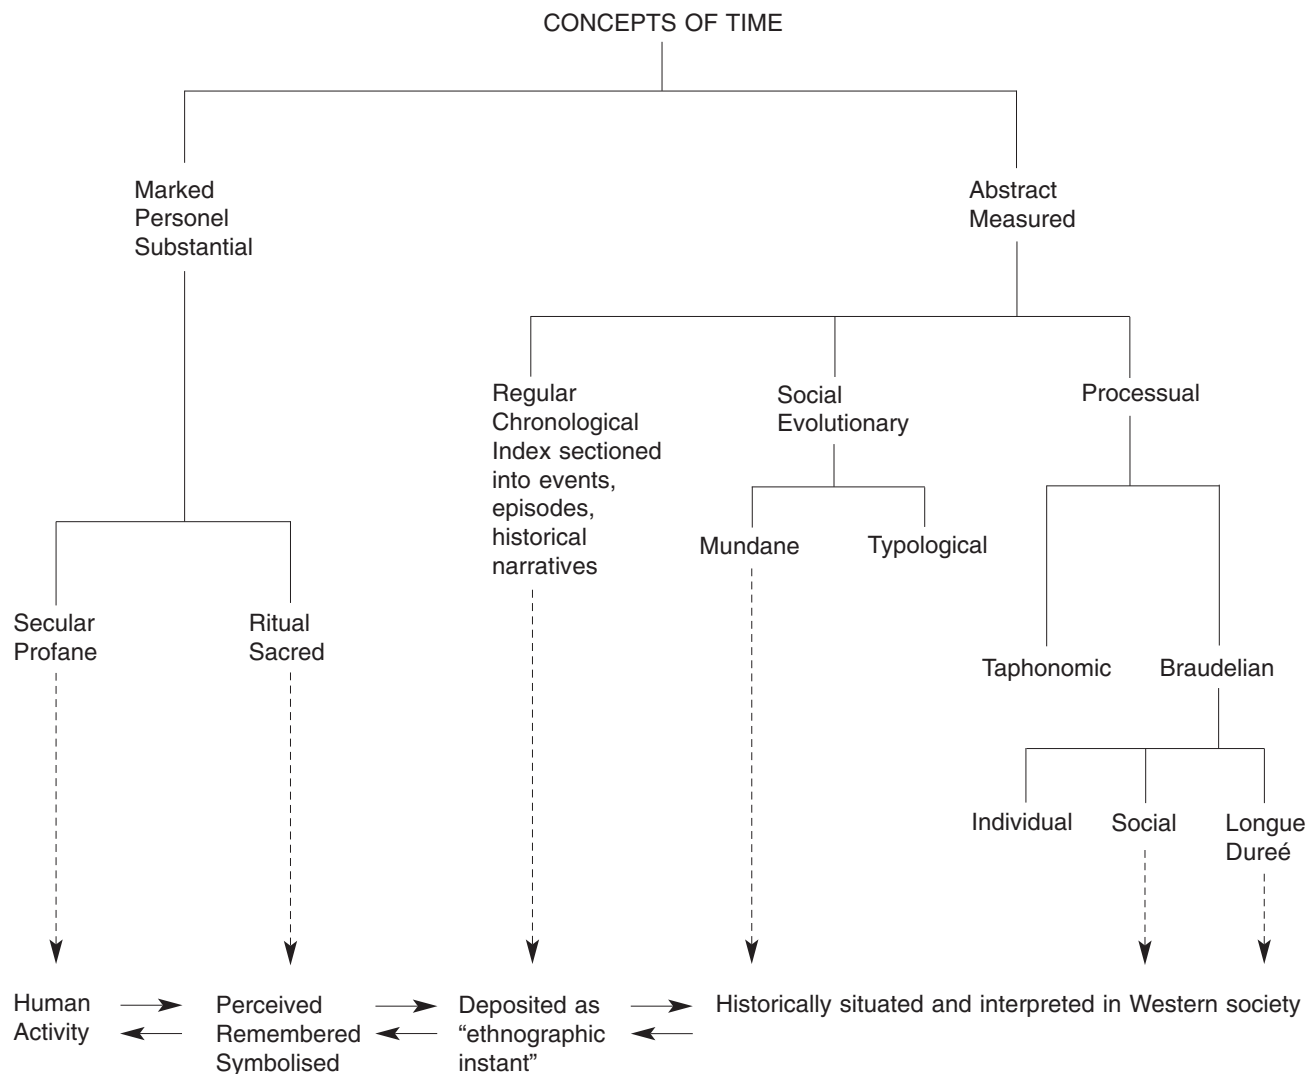 CONCEPTS OF TIME
Marked
Personel
Substantial
Abstract
Measured
Regular
Chronological
Index sectioned
into events,
episodes,
historical
narratives
Social
Evolutionary
Processual
Mundane
Typological
Secular
Profane
Ritual
Sacred
Taphonomic
Braudelian
Individual
Social
Longue
Dureé
Human
Activity
Perceived
Remembered
Symbolised
Deposited as
“ethnographic
instant”
Historically situated and interpreted in Western society